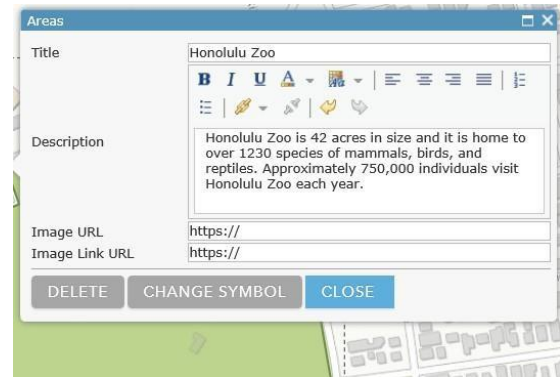 Areas
Title
Honolulu Zoo
B I U A
Description
Honolulu Zoo is 42 acres in size and it is home to
over 1230 species of mammals, birds, and
reptiles. Approximately 750,000 individuals visit
Honolulu Zoo each year.
Image URL
https://
Image Link URL
https://
DELETE
CHANGE SYMBOL
CLOSE